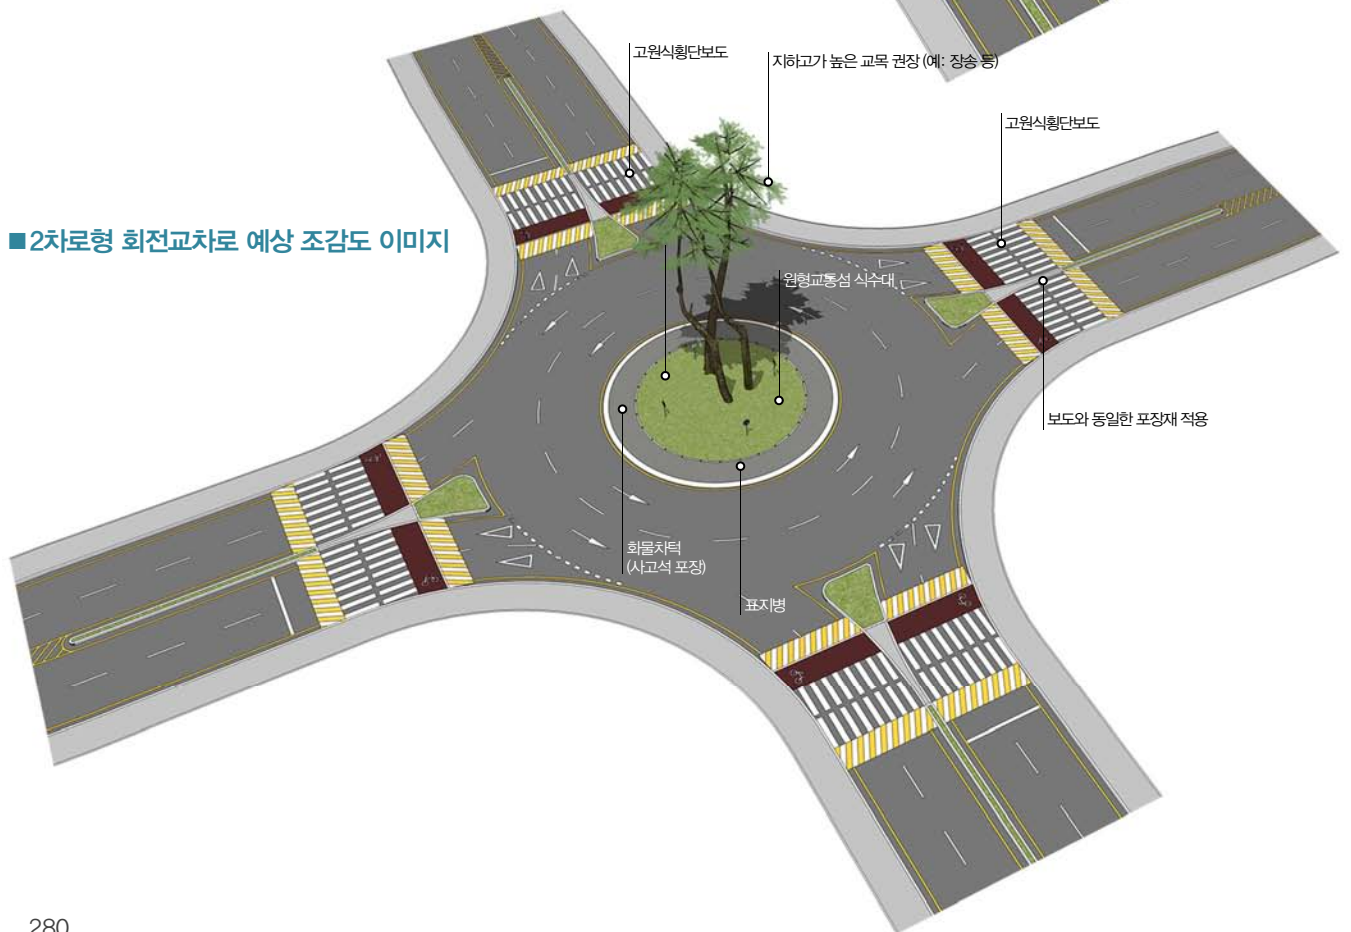 고원식횡단보도
지하고가 높은 교목 권장 (예: 장송 등)
고원식횡단보도
■2차로형 회전교차로 예상 조감도 이미지
원형교통섬 식수대
보도와 동일한 포장재 적용
화물차턱
(사고석 포장)
표지병
280